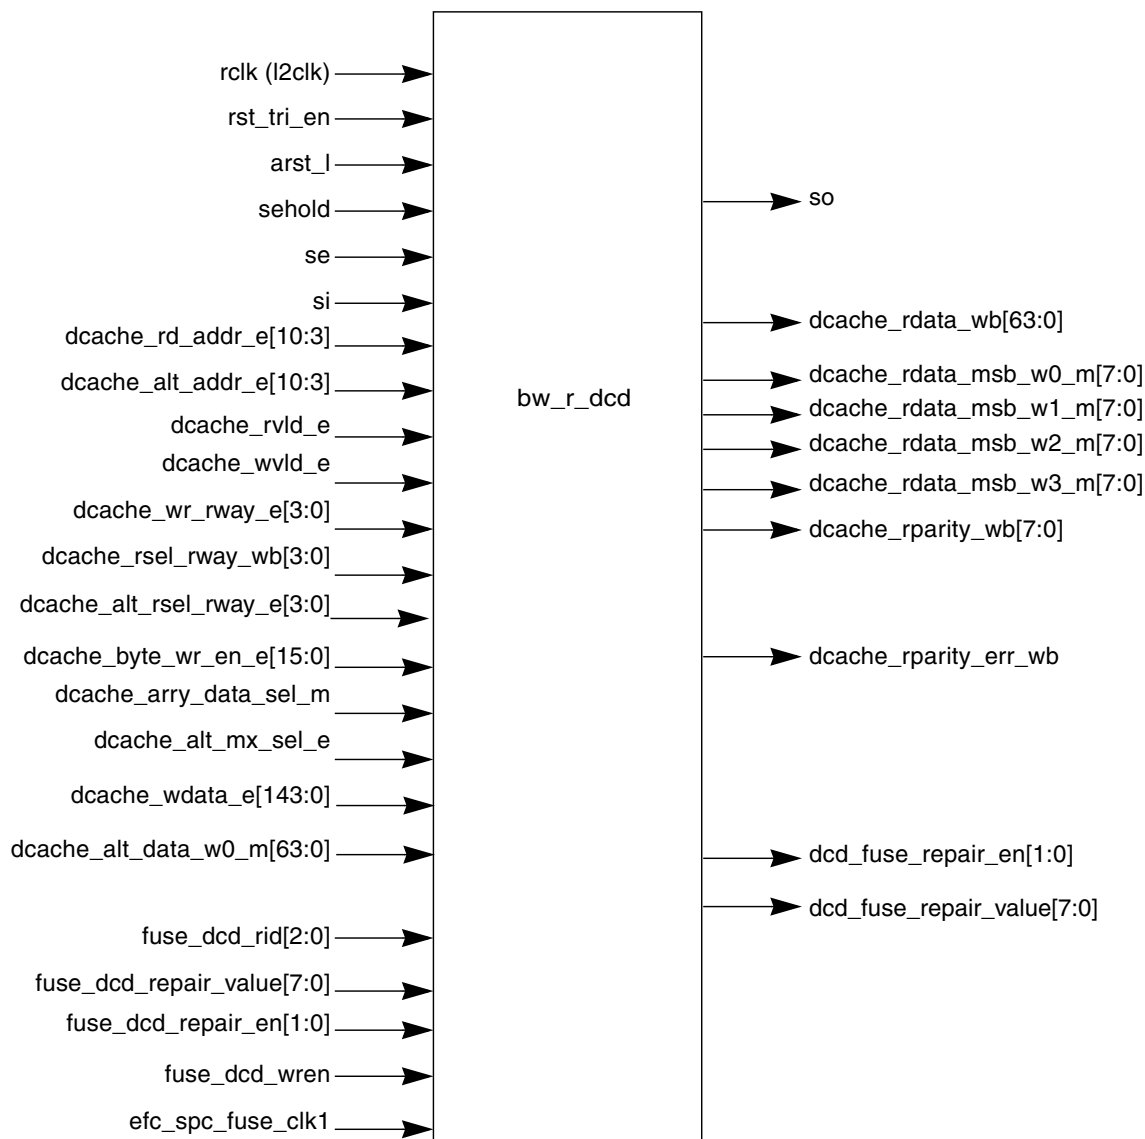 rclk (l2clk)
rst_tri_en
arst_l
sehold
se
si
dcache_rd_addr_e[10:3]
dcache_alt_addr_e[10:3]
dcache_rvld_e
dcache_wvld_e
dcache_wr_rway_e[3:0]
dcache_rsel_rway_wb[3:0]
dcache_alt_rsel_rway_e[3:0]
dcache_byte_wr_en_e[15:0]
dcache_arry_data_sel_m
dcache_alt_mx_sel_e
dcache_wdata_e[143:0]
dcache_alt_data_w0_m[63:0]
fuse_dcd_rid[2:0]
fuse_dcd_repair_value[7:0]
fuse_dcd_repair_en[1:0]
fuse_dcd_wren
efc_spc_fuse_clk1
bw_r_dcd
so
dcache_rdata_wb[63:0]
dcache_rdata_msb_w0_m[7:0]
dcache_rdata_msb_w1_m[7:0]
dcache_rdata_msb_w2_m[7:0]
dcache_rdata_msb_w3_m[7:0]
dcache_rparity_wb[7:0]
dcache_rparity_err_wb
dcd_fuse_repair_en[1:0]
dcd_fuse_repair_value[7:0]